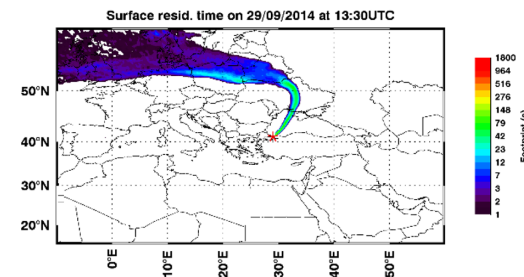 Surface resid. time on 29/09/2014 at 13:30UTC
50°N
40°N
30°N
20°N
0°E
10°E
20°E
30°E
40°E
50°E
1800
964
516
276
148
79
42
23
12
7
3
2
1
Footprint (s)